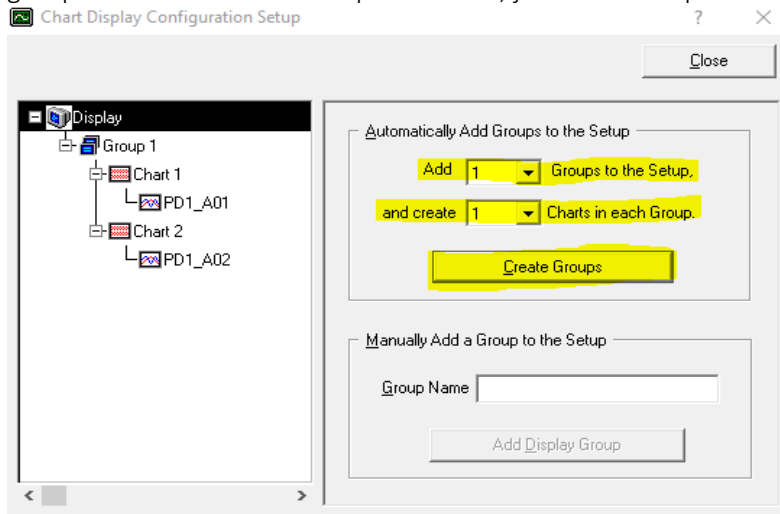 Chart Display Configuration Setup
Close
Display
Group 1
Chart 1
PD1_A01
Chart 2
PD1_A02
Automatically Add Groups to the Setup
Add 1 Groups to the Setup,
and create 1 Charts in each Group.
Create Groups
Manually Add a Group to the Setup
Group Name
Add Display Group